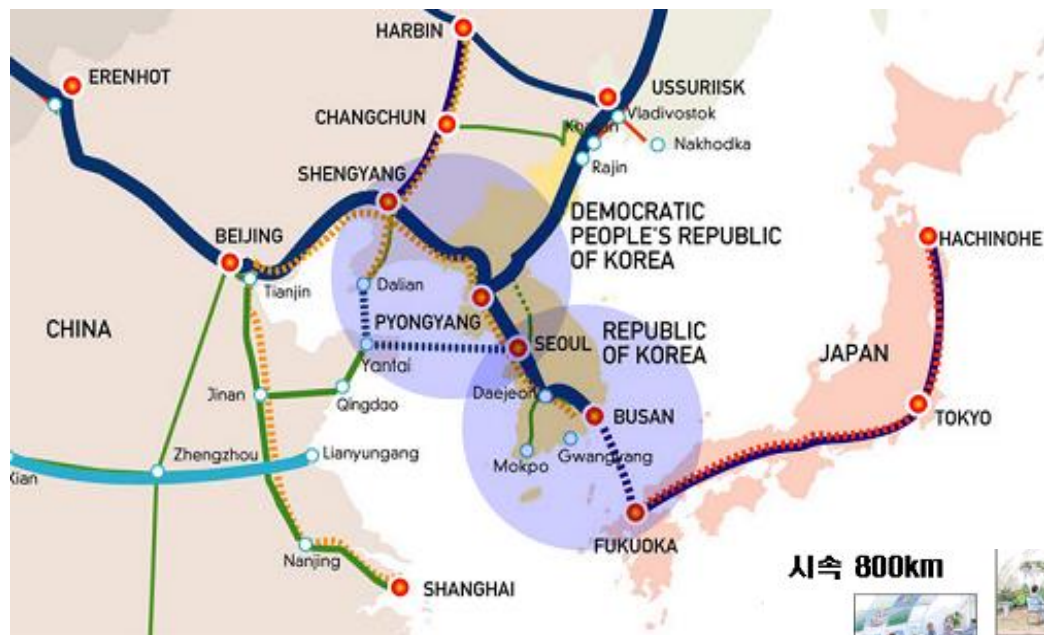 HARBIN
ERENHOT
USSURIISK
CHANGCHUN
Vladivostok
Nakhodka
Rajin
SHENGYANG
DEMOCRATIC
PEOPLE'S REPUBLIC
OF KOREA
BEIJING
HACHINOHE
Tianjin
Dalian
CHINA
PYONGYANG
REPUBLIC
OF KOREA
SEOUL
Yantai
JAPAN
Jinan
Qingdao
Daejeon
BUSAN
TOKYO
Zhengzhou
Lianyungang
Mokpo
Gwangyang
Xian
FUKUOKA
Nanjing
시속 800km
SHANGHAI